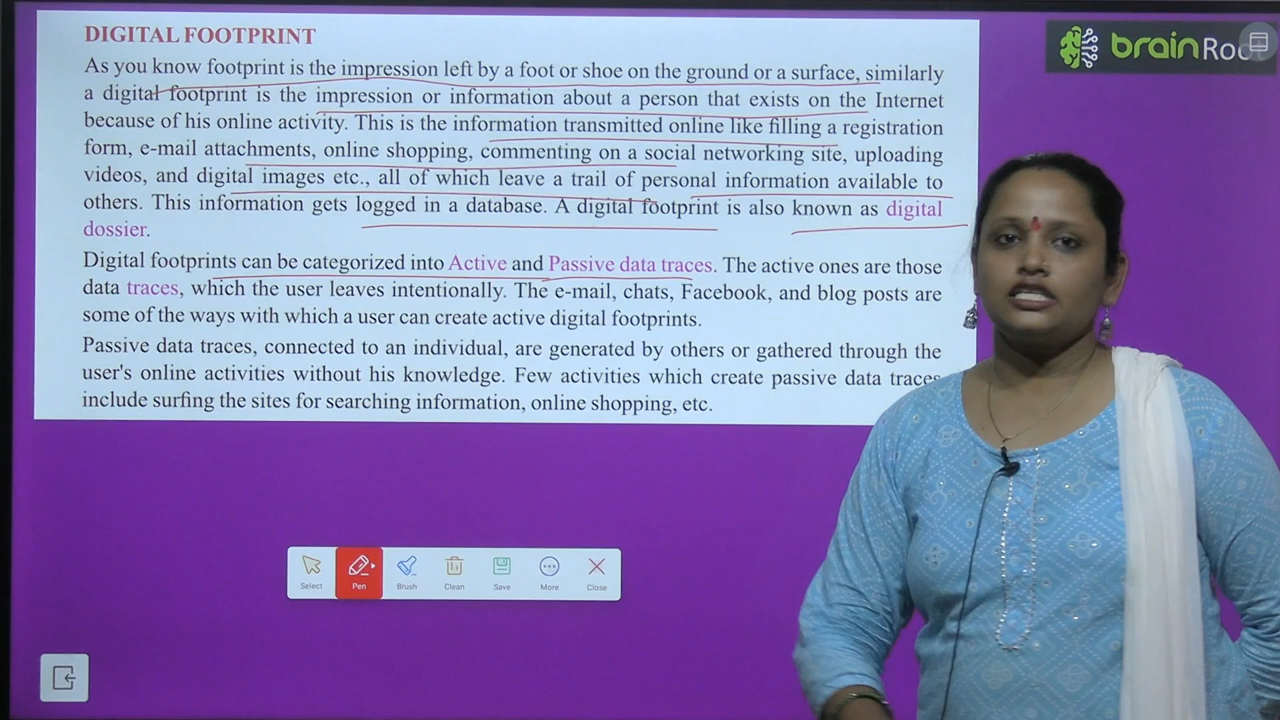 DIGITAL FOOTPRINT
As you know footprint is the impression left by a foot or shoe on the ground or a surface, similarly
a digital footprint is the impression or information about a person that exists on the Internet
because of his online activity. This is the information transmitted online like filling a registration
form, e-mail attachments, online shopping, commenting on a social networking site, uploading
videos, and digital images etc., all of which leave a trail of personal information available to
others. This information gets logged in a database. A digital footprint is also known as digital
dossier.
Digital footprints can be categorized into Active and Passive data traces. The active ones are those
data traces, which the user leaves intentionally. The e-mail, chats, Facebook, and blog posts are
some of the ways with which a user can create active digital footprints.
Passive data traces, connected to an individual, are generated by others or gathered through the
user's online activities without his knowledge. Few activities which create passive data traces
include surfing the sites for searching information, online shopping, etc.
brain Roo
Select Pen Brush Clean Save More Close